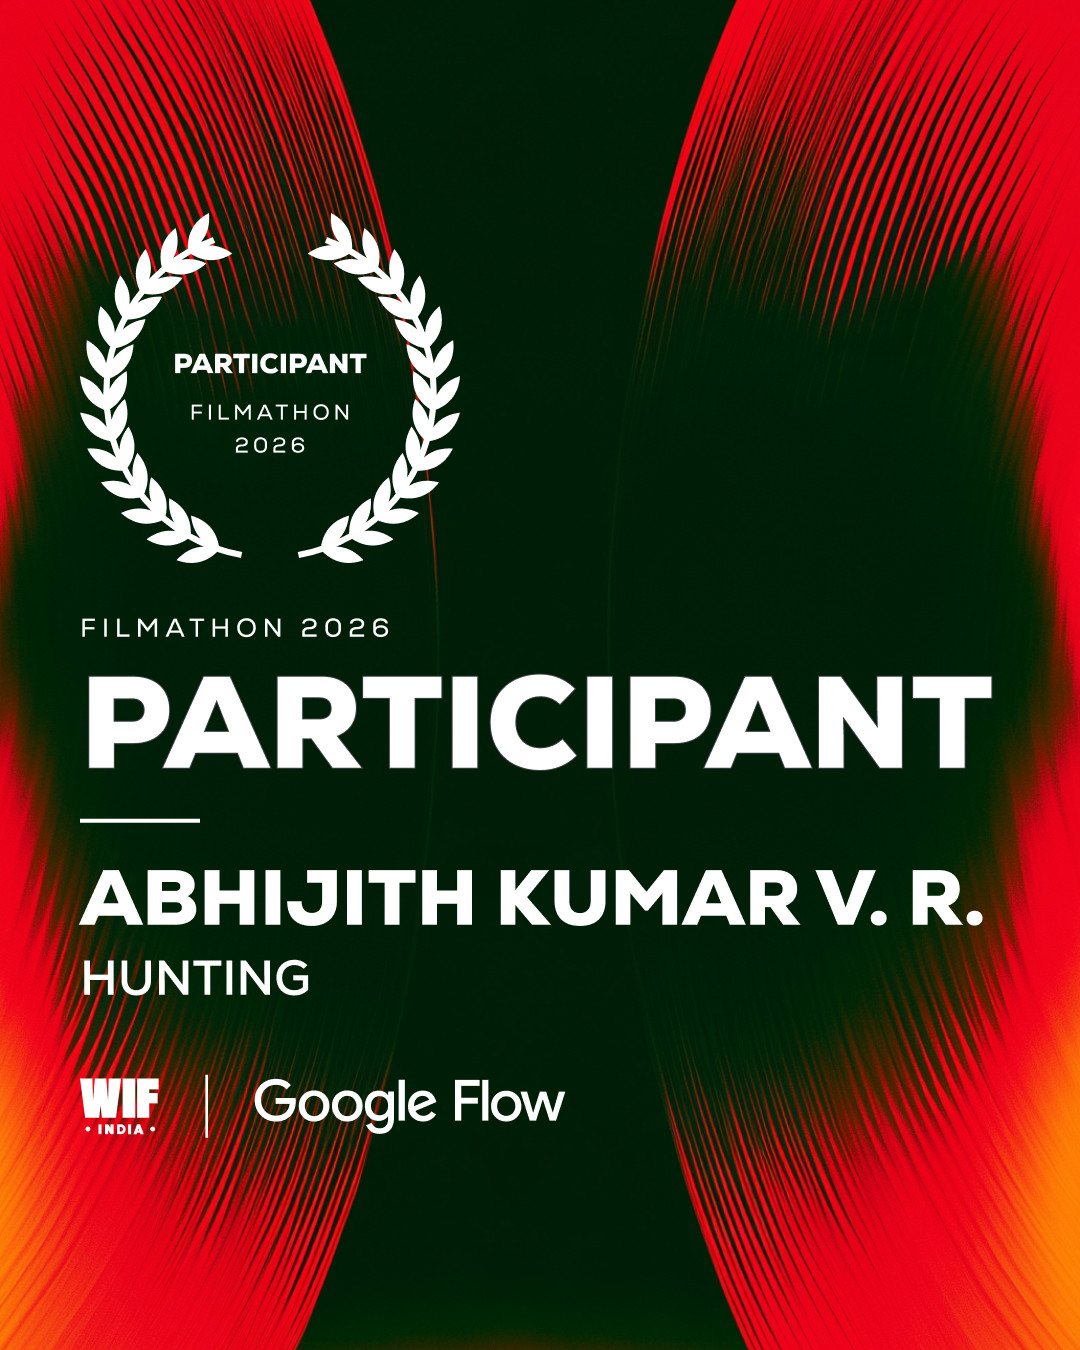 PARTICIPANT
FILMATHON
2026
FILMATHON 2026
PARTICIPANT
ABHIJITH KUMAR V. R.
HUNTING
WIF
• INDIA •
Google Flow